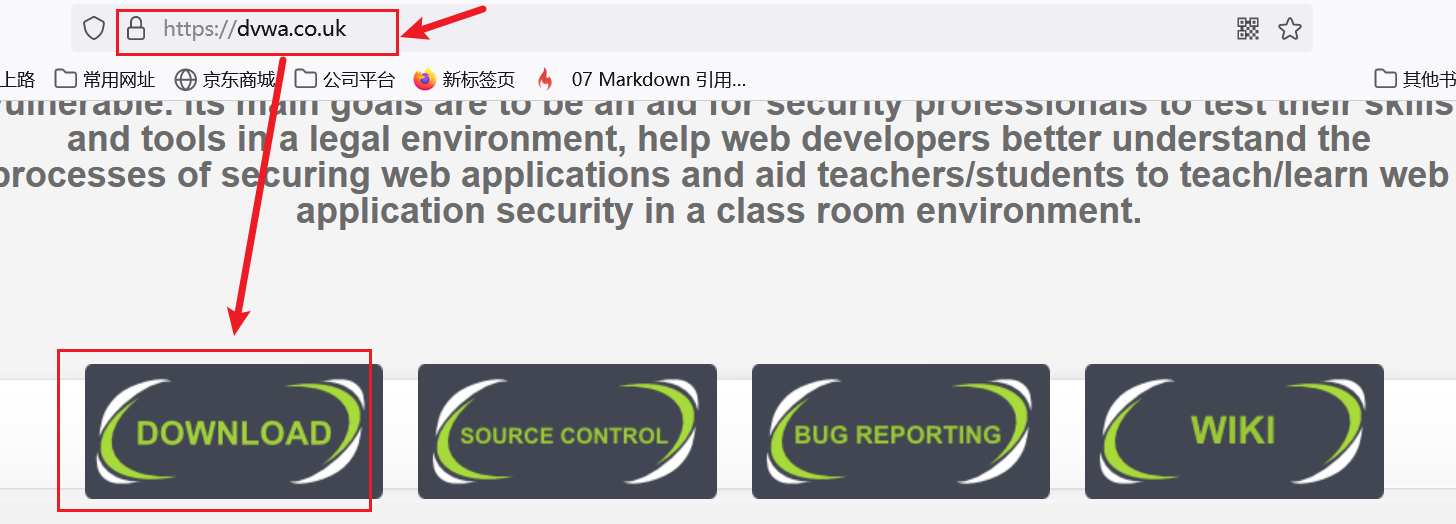 https://dvwa.co.uk
上路 常用网址 京东商城 公司平台 新标签页 07 Markdown 引用... 其他书
vulnerable. Its main goals are to be an aid for security professionals to test their skills
and tools in a legal environment, help web developers better understand the
processes of securing web applications and aid teachers/students to teach/learn web
application security in a class room environment.
DOWNLOAD SOURCE CONTROL BUG REPORTING WIKI